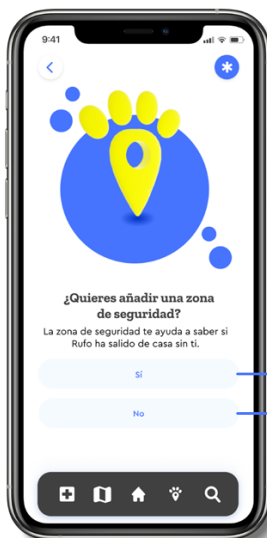 9:41
¿Quieres añadir una zona
de seguridad?
La zona de seguridad te ayuda a saber si
Rufo ha salido de casa sin ti.
Sí
No